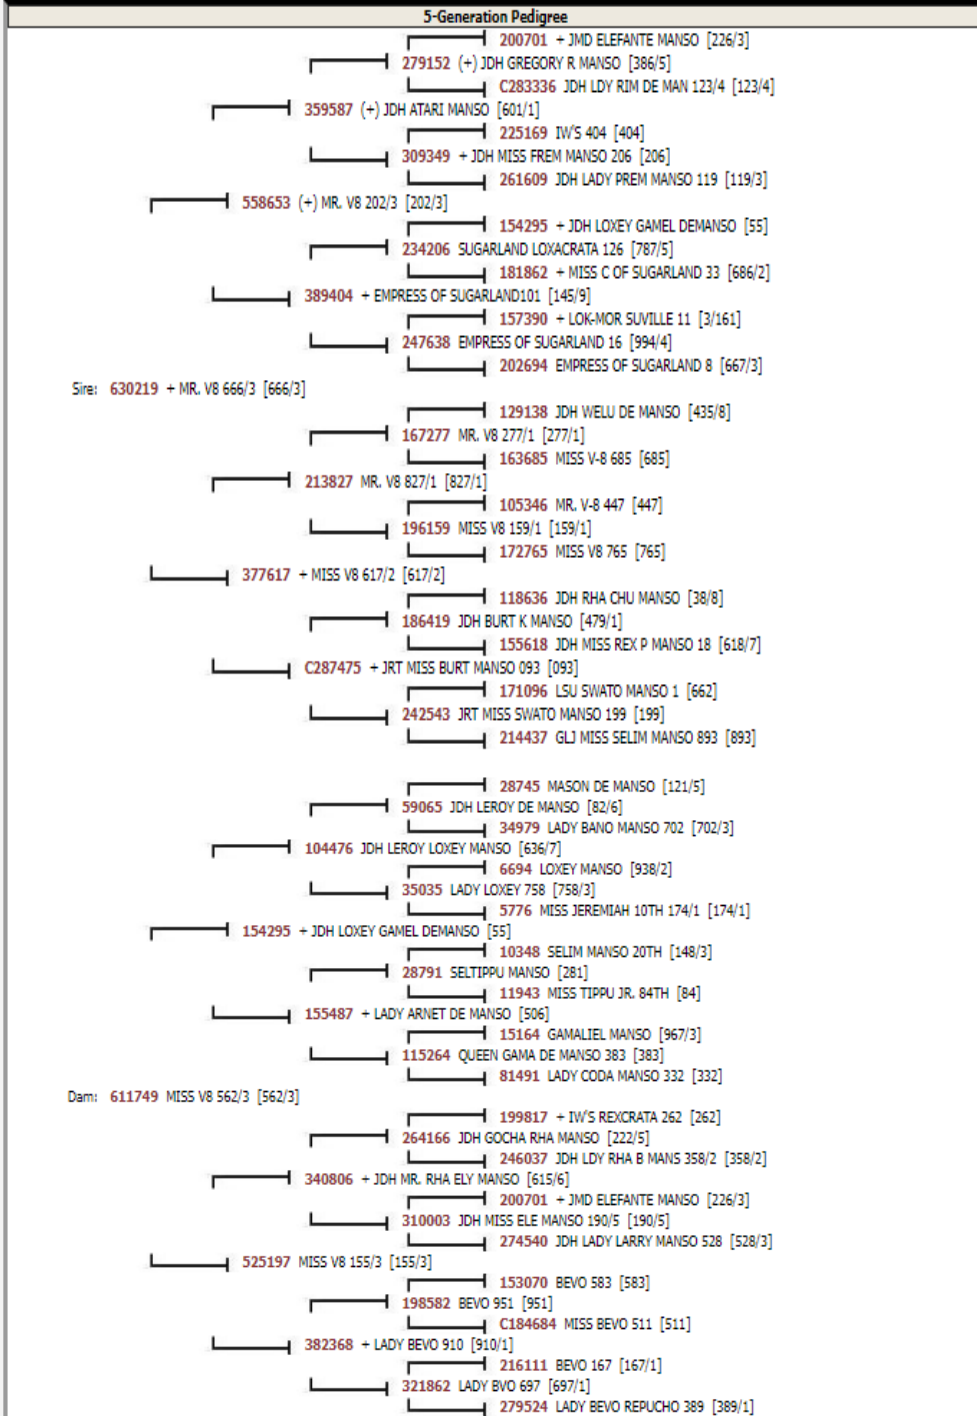 5-Generation Pedigree
200701 + JMD ELEFANTE MANSO [226/3]
279152 (+) JDH GREGORY R MANSO [386/5]
C283336 JDH LDY RIM DE MAN 123/4 [123/4]
359587 (+) JDH ATARI MANSO [601/1]
225169 IW'S 404 [404]
309349 + JDH MISS FREM MANSO 206 [206]
261609 JDH LADY PREM MANSO 119 [119/3]
558653 (+) MR. V8 202/3 [202/3]
154295 + JDH LOXEY GAMEL DEMANSO [55]
234206 SUGARLAND LOXACRATA 126 [787/5]
181862 + MISS C OF SUGARLAND 33 [686/2]
389404 + EMPRESS OF SUGARLAND101 [145/9]
157390 + LOK-MOR SUVILLE 11 [3/161]
247638 EMPRESS OF SUGARLAND 16 [994/4]
202694 EMPRESS OF SUGARLAND 8 [667/3]
Sire: 630219 + MR. V8 666/3 [666/3]
129138 JDH WELU DE MANSO [435/8]
167277 MR. V8 277/1 [277/1]
163685 MISS V-8 685 [685]
213827 MR. V8 827/1 [827/1]
105346 MR. V-8 447 [447]
196159 MISS V8 159/1 [159/1]
172765 MISS V8 765 [765]
377617 + MISS V8 617/2 [617/2]
118636 JDH RHA CHU MANSO [38/8]
186419 JDH BURT K MANSO [479/1]
155618 JDH MISS REX P MANSO 18 [618/7]
C287475 + JRT MISS BURT MANSO 093 [093]
171096 LSU SWATO MANSO 1 [662]
242543 JRT MISS SWATO MANSO 199 [199]
214437 GLJ MISS SELIM MANSO 893 [893]
28745 MASON DE MANSO [121/5]
59065 JDH LEROY DE MANSO [82/6]
34979 LADY BANO MANSO 702 [702/3]
104476 JDH LEROY LOXEY MANSO [636/7]
6694 LOXEY MANSO [938/2]
35035 LADY LOXEY 758 [758/3]
5776 MISS JEREMIAH 10TH 174/1 [174/1]
154295 + JDH LOXEY GAMEL DEMANSO [55]
10348 SELIM MANSO 20TH [148/3]
28791 SELTIPPU MANSO [281]
11943 MISS TIPPU JR. 84TH [84]
155487 + LADY ARNET DE MANSO [506]
15164 GAMALIEL MANSO [967/3]
115264 QUEEN GAMA DE MANSO 383 [383]
81491 LADY CODA MANSO 332 [332]
Dam: 611749 MISS V8 562/3 [562/3]
199817 + IW'S REXCRATA 262 [262]
264166 JDH GOCHA RHA MANSO [222/5]
246037 JDH LDY RHA B MANS 358/2 [358/2]
340806 + JDH MR. RHA ELY MANSO [615/6]
200701 + JMD ELEFANTE MANSO [226/3]
310003 JDH MISS ELE MANSO 190/5 [190/5]
274540 JDH LADY LARRY MANSO 528 [528/3]
525197 MISS V8 155/3 [155/3]
153070 BEVO 583 [583]
198582 BEVO 951 [951]
C184684 MISS BEVO 511 [511]
382368 + LADY BEVO 910 [910/1]
216111 BEVO 167 [167/1]
321862 LADY BVO 697 [697/1]
279524 LADY BEVO REPUCHO 389 [389/1]